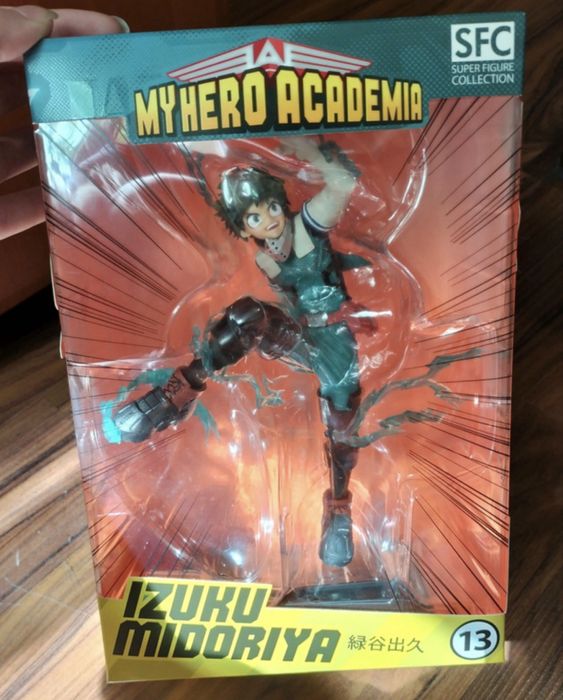 SFC
SUPER FIGURE
COLLECTION
MY HERO ACADEMIA
IZUKU
MIDORIYA 緑谷出久
13